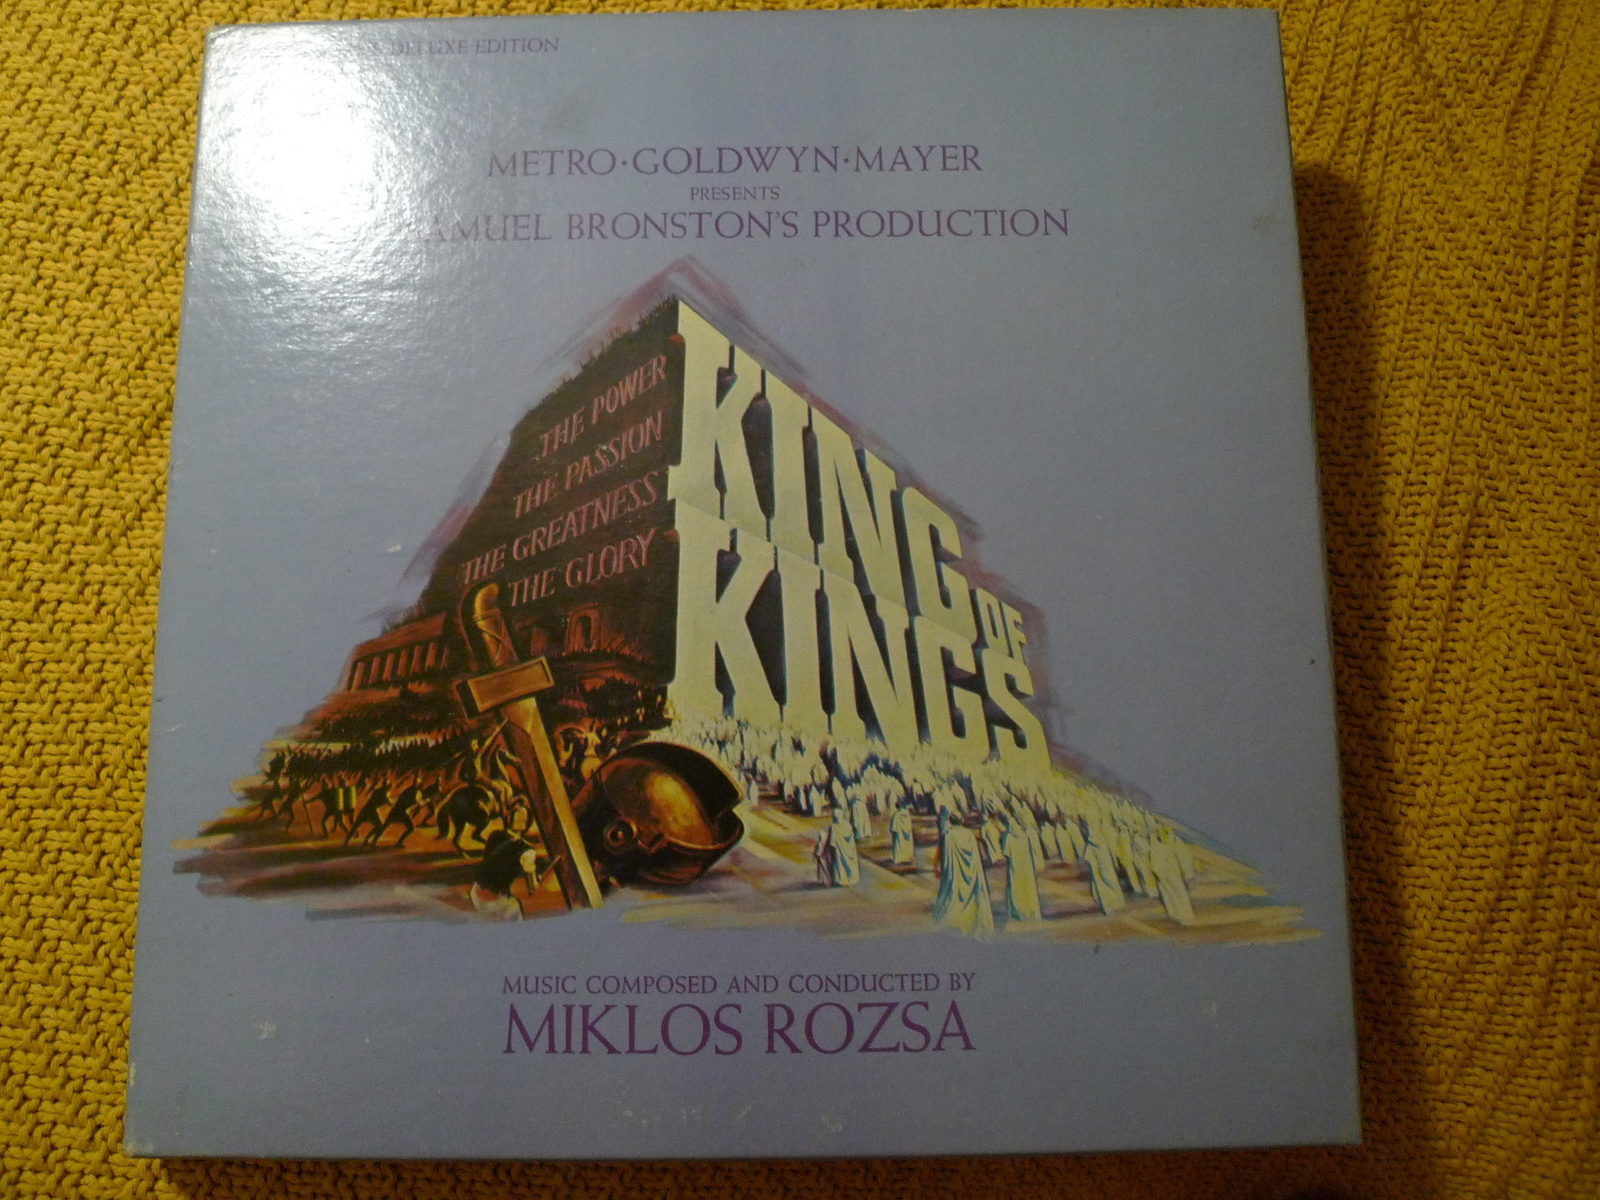 DELUXE EDITION
METRO·GOLDWYN·MAYER
PRESENTS
AMUEL BRONSTON'S PRODUCTION
THE POWER
THE PASSION
THE GREATNESS
THE GLORY
KING OF
KINGS
MUSIC COMPOSED AND CONDUCTED BY
MIKLOS ROZSA